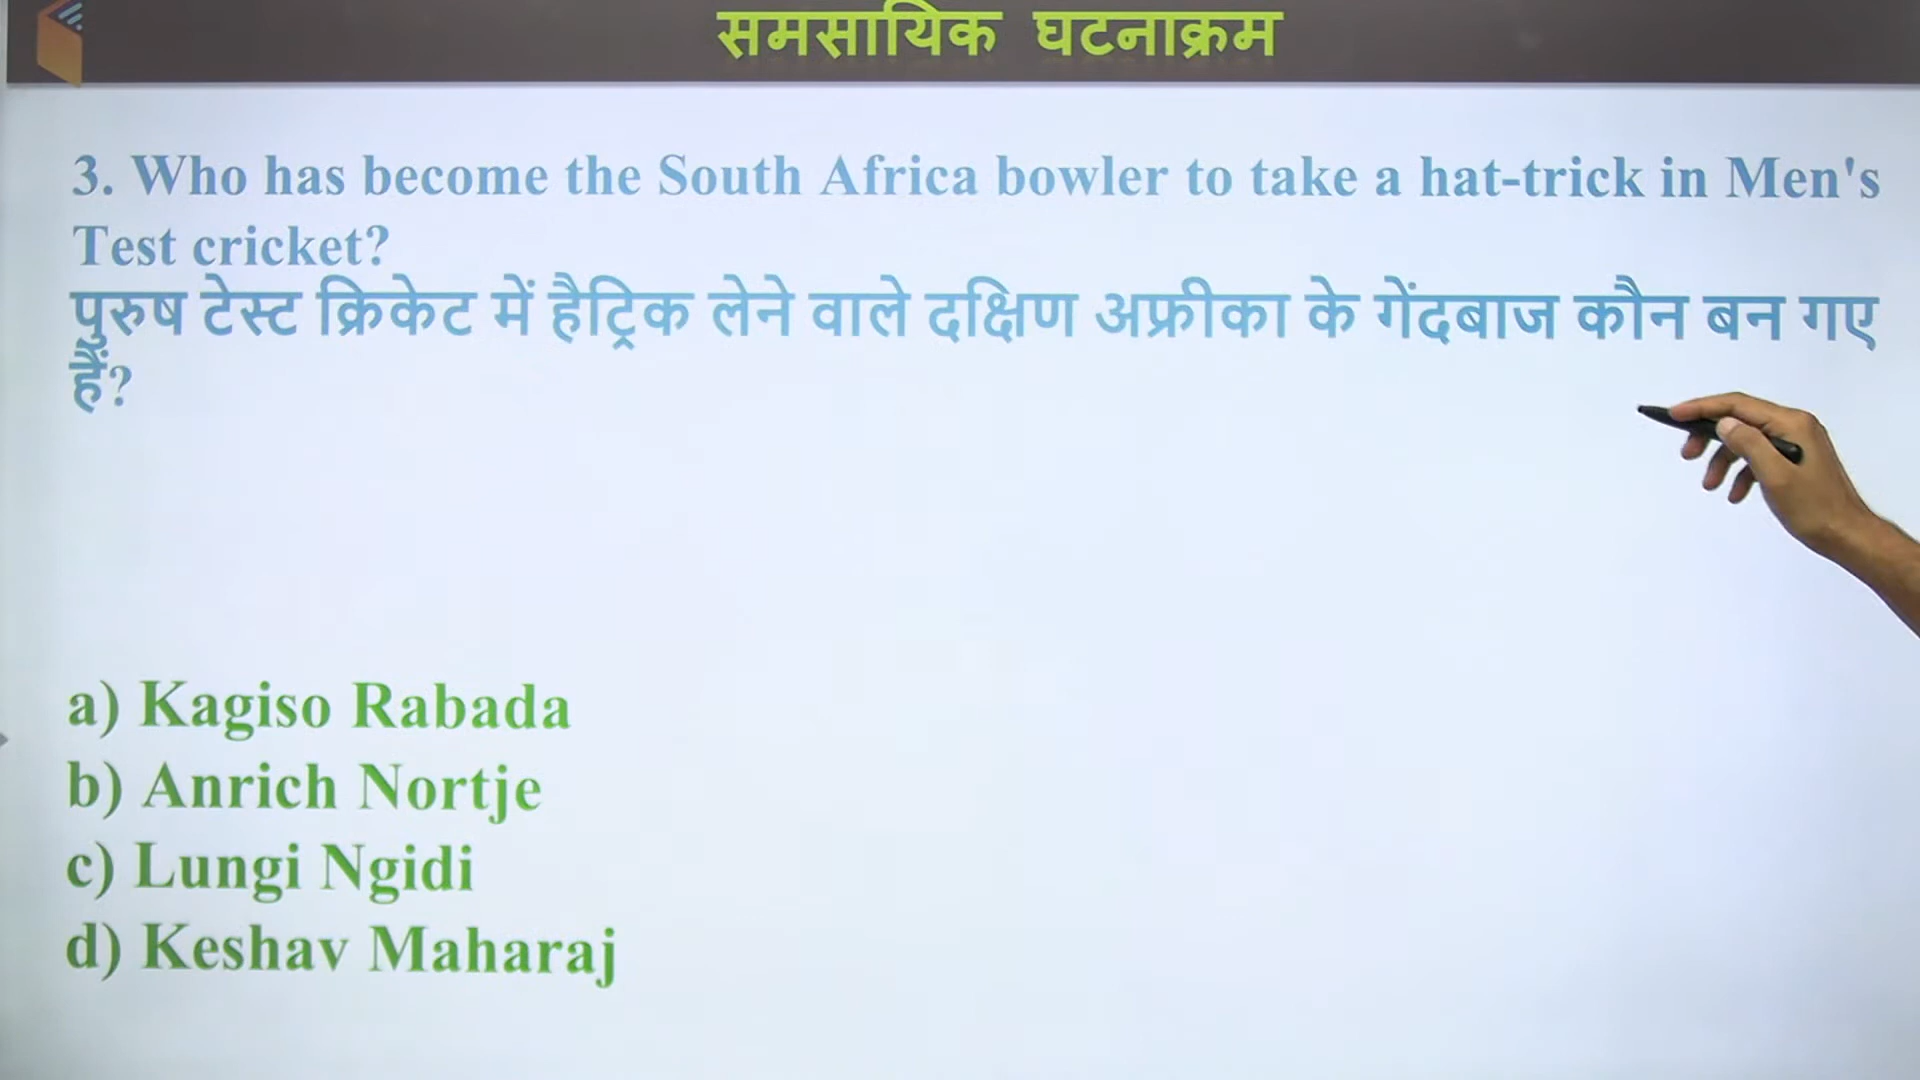 समसायिक घटनाक्रम
3. Who has become the South Africa bowler to take a hat-trick in Men's
Test cricket?
पुरुष टेस्ट क्रिकेट में हैट्रिक लेने वाले दक्षिण अफ्रीका के गेंदबाज कौन बन गए
हैं?
a) Kagiso Rabada
b) Anrich Nortje
c) Lungi Ngidi
d) Keshav Maharaj